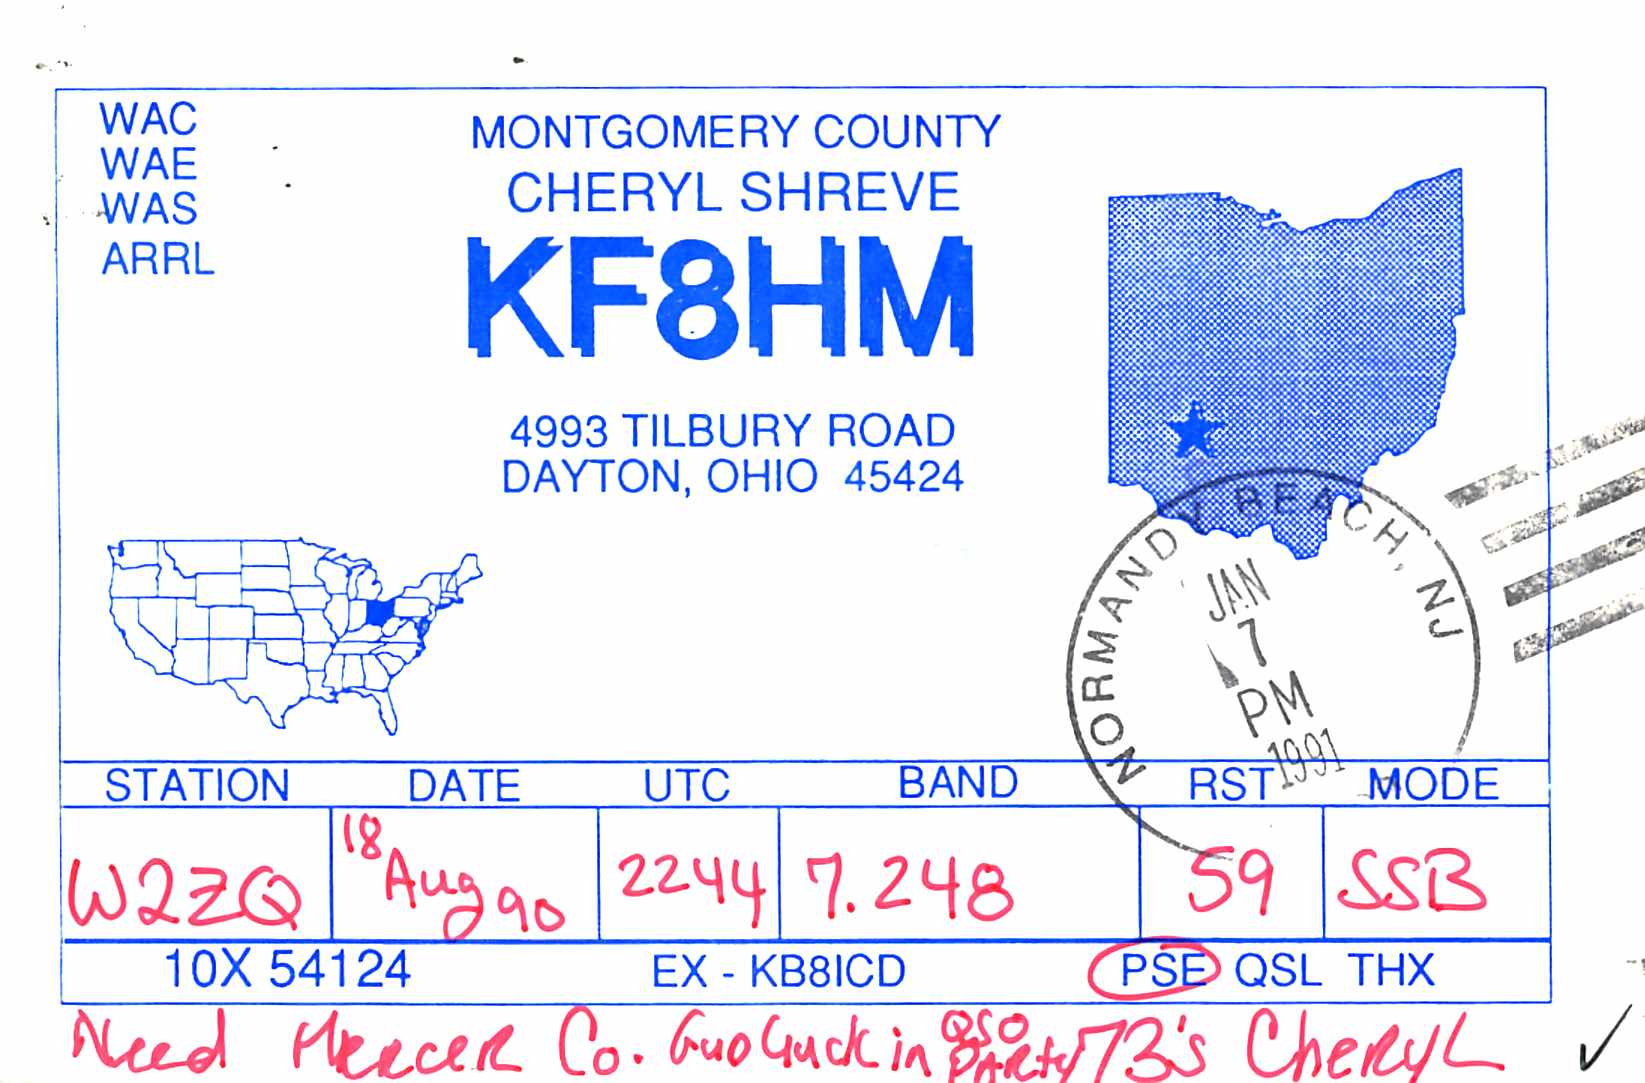 WAC
WAE
WAS
ARRL
MONTGOMERY COUNTY
CHERYL SHREVE
KF8HM
4993 TILBURY ROAD
DAYTON, OHIO 45424
NORMANDY BEACH, NJ
JAN
7
PM
1991
STATION DATE UTC BAND RST MODE
W2ZQ 18 Aug 90 2244 7.248 59 SSB
10X 54124 EX - KB8ICD PSE QSL THX
Need Mercer Co. in QSO PARTY 73's Cheryl